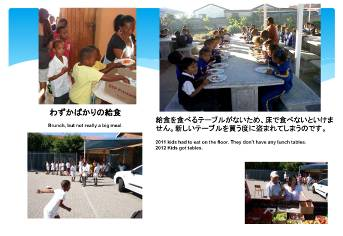 わずかばかりの給食
Brunch, but not really a big meal
給食を食べるテーブルがないため、床で食べないといけま
せん。新しいテーブルを買う度に盗まれてしまうのです。
2011 kids had to eat on the floor. They don't have any lunch tables.
2012 Kids got tables.